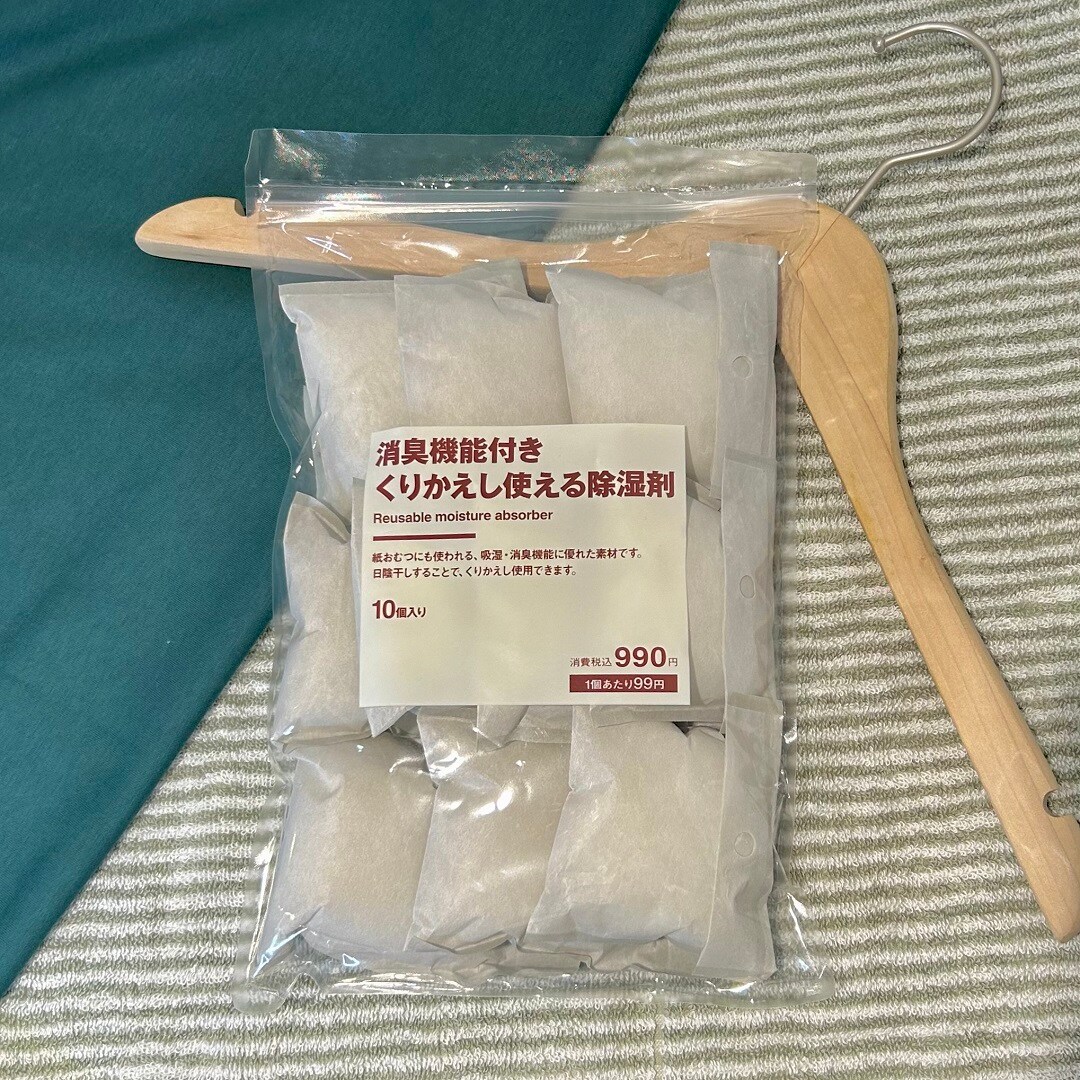 消臭機能付き
くりかえし使える除湿剤
Reusable moisture absorber
紙おむつにも使われる、吸湿・消臭機能に優れた素材です。
日陰干しすることで、くりかえし使用できます。
10個入り
消費税込990円
1個あたり99円